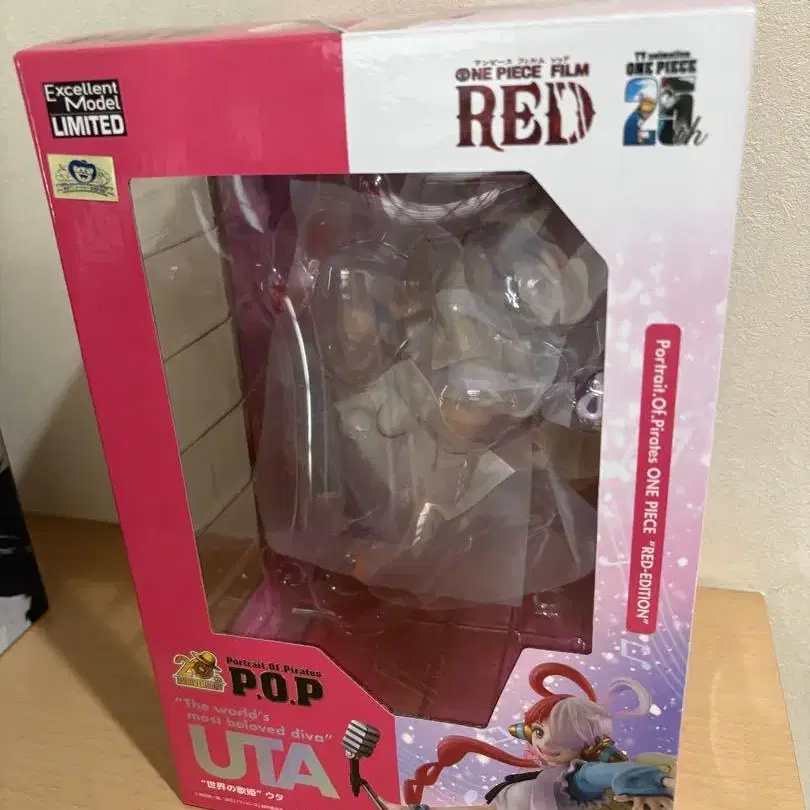 Excellent
Model
LIMITED
ワンピース フィルム レッド
ONE PIECE FILM
RED
TV animation
ONE PIECE
25th
Portrait.Of.Pirates ONE PIECE "RED-EDITION"
Portrait.Of.Pirates
P.O.P
"The world's
most beloved diva"
UTA
"世界の歌姫" ウタ